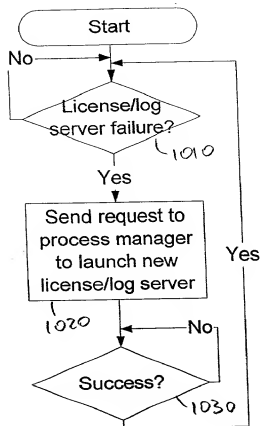 Start
No
License/log
server failure?
1010
Yes
Send request to
process manager
to launch new
license/log server
Yes
1020
No
Success?
1030